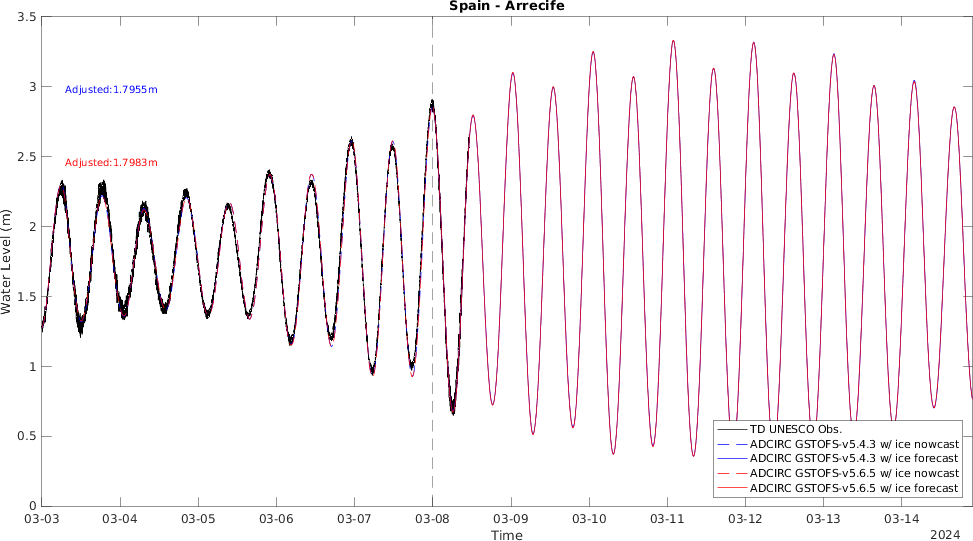 Spain - Arrecife
3.5
3
2.5
2
1.5
1
0.5
0
Water Level (m)
Adjusted:1.7955m
Adjusted:1.7983m
TD UNESCO Obs.
ADCIRC GSTOFS-v5.4.3 w/ ice nowcast
ADCIRC GSTOFS-v5.4.3 w/ ice forecast
ADCIRC GSTOFS-v5.6.5 w/ ice nowcast
ADCIRC GSTOFS-v5.6.5 w/ ice forecast
03-03 03-04 03-05 03-06 03-07 03-08 03-09 03-10 03-11 03-12 03-13 03-14
Time
2024